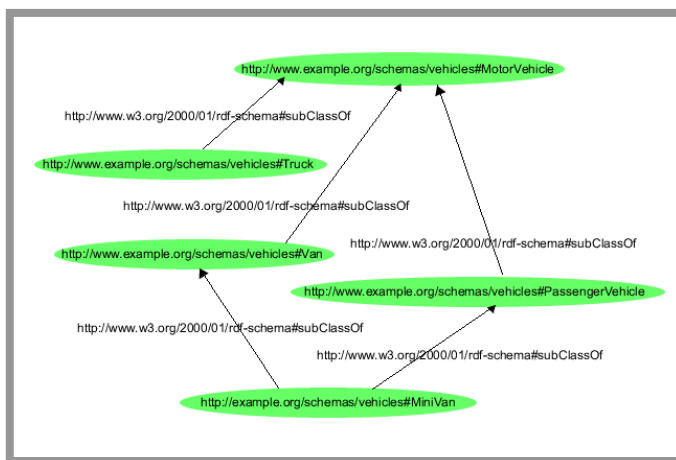 http://www.example.org/schemas/vehicles#MotorVehicle
http://www.w3.org/2000/01/rdf-schema#subClassOf
http://www.example.org/schemas/vehicles#Truck
http://www.w3.org/2000/01/rdf-schema#subClassOf
http://www.w3.org/2000/01/rdf-schema#subClassOf
http://www.example.org/schemas/vehicles#Van
http://www.example.org/schemas/vehicles#PassengerVehicle
http://www.w3.org/2000/01/rdf-schema#subClassOf
http://www.w3.org/2000/01/rdf-schema#subClassOf
http://example.org/schemas/vehicles#MiniVan